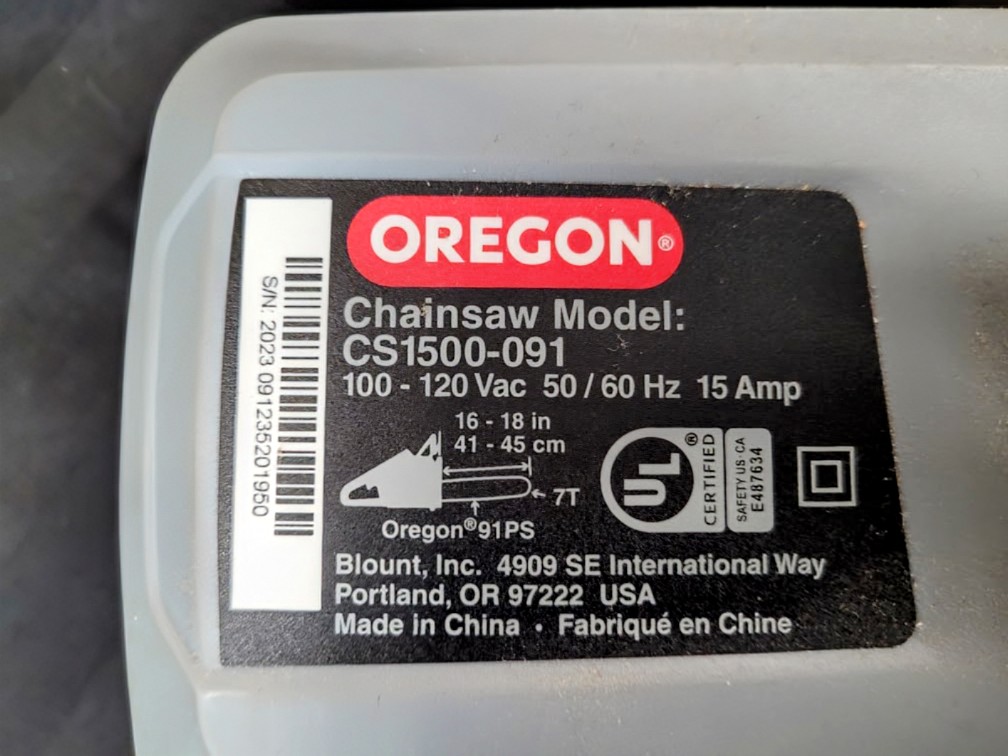 OREGON®
Chainsaw Model:
CS1500-091
100 - 120 Vac 50 / 60 Hz 15 Amp
16 - 18 in
41 - 45 cm
7T
Oregon®91PS
UL
®
CERTIFIED
SAFETY US·CA
E487634
Blount, Inc. 4909 SE International Way
Portland, OR 97222 USA
Made in China · Fabriqué en Chine
S/N: 2023 091235201950